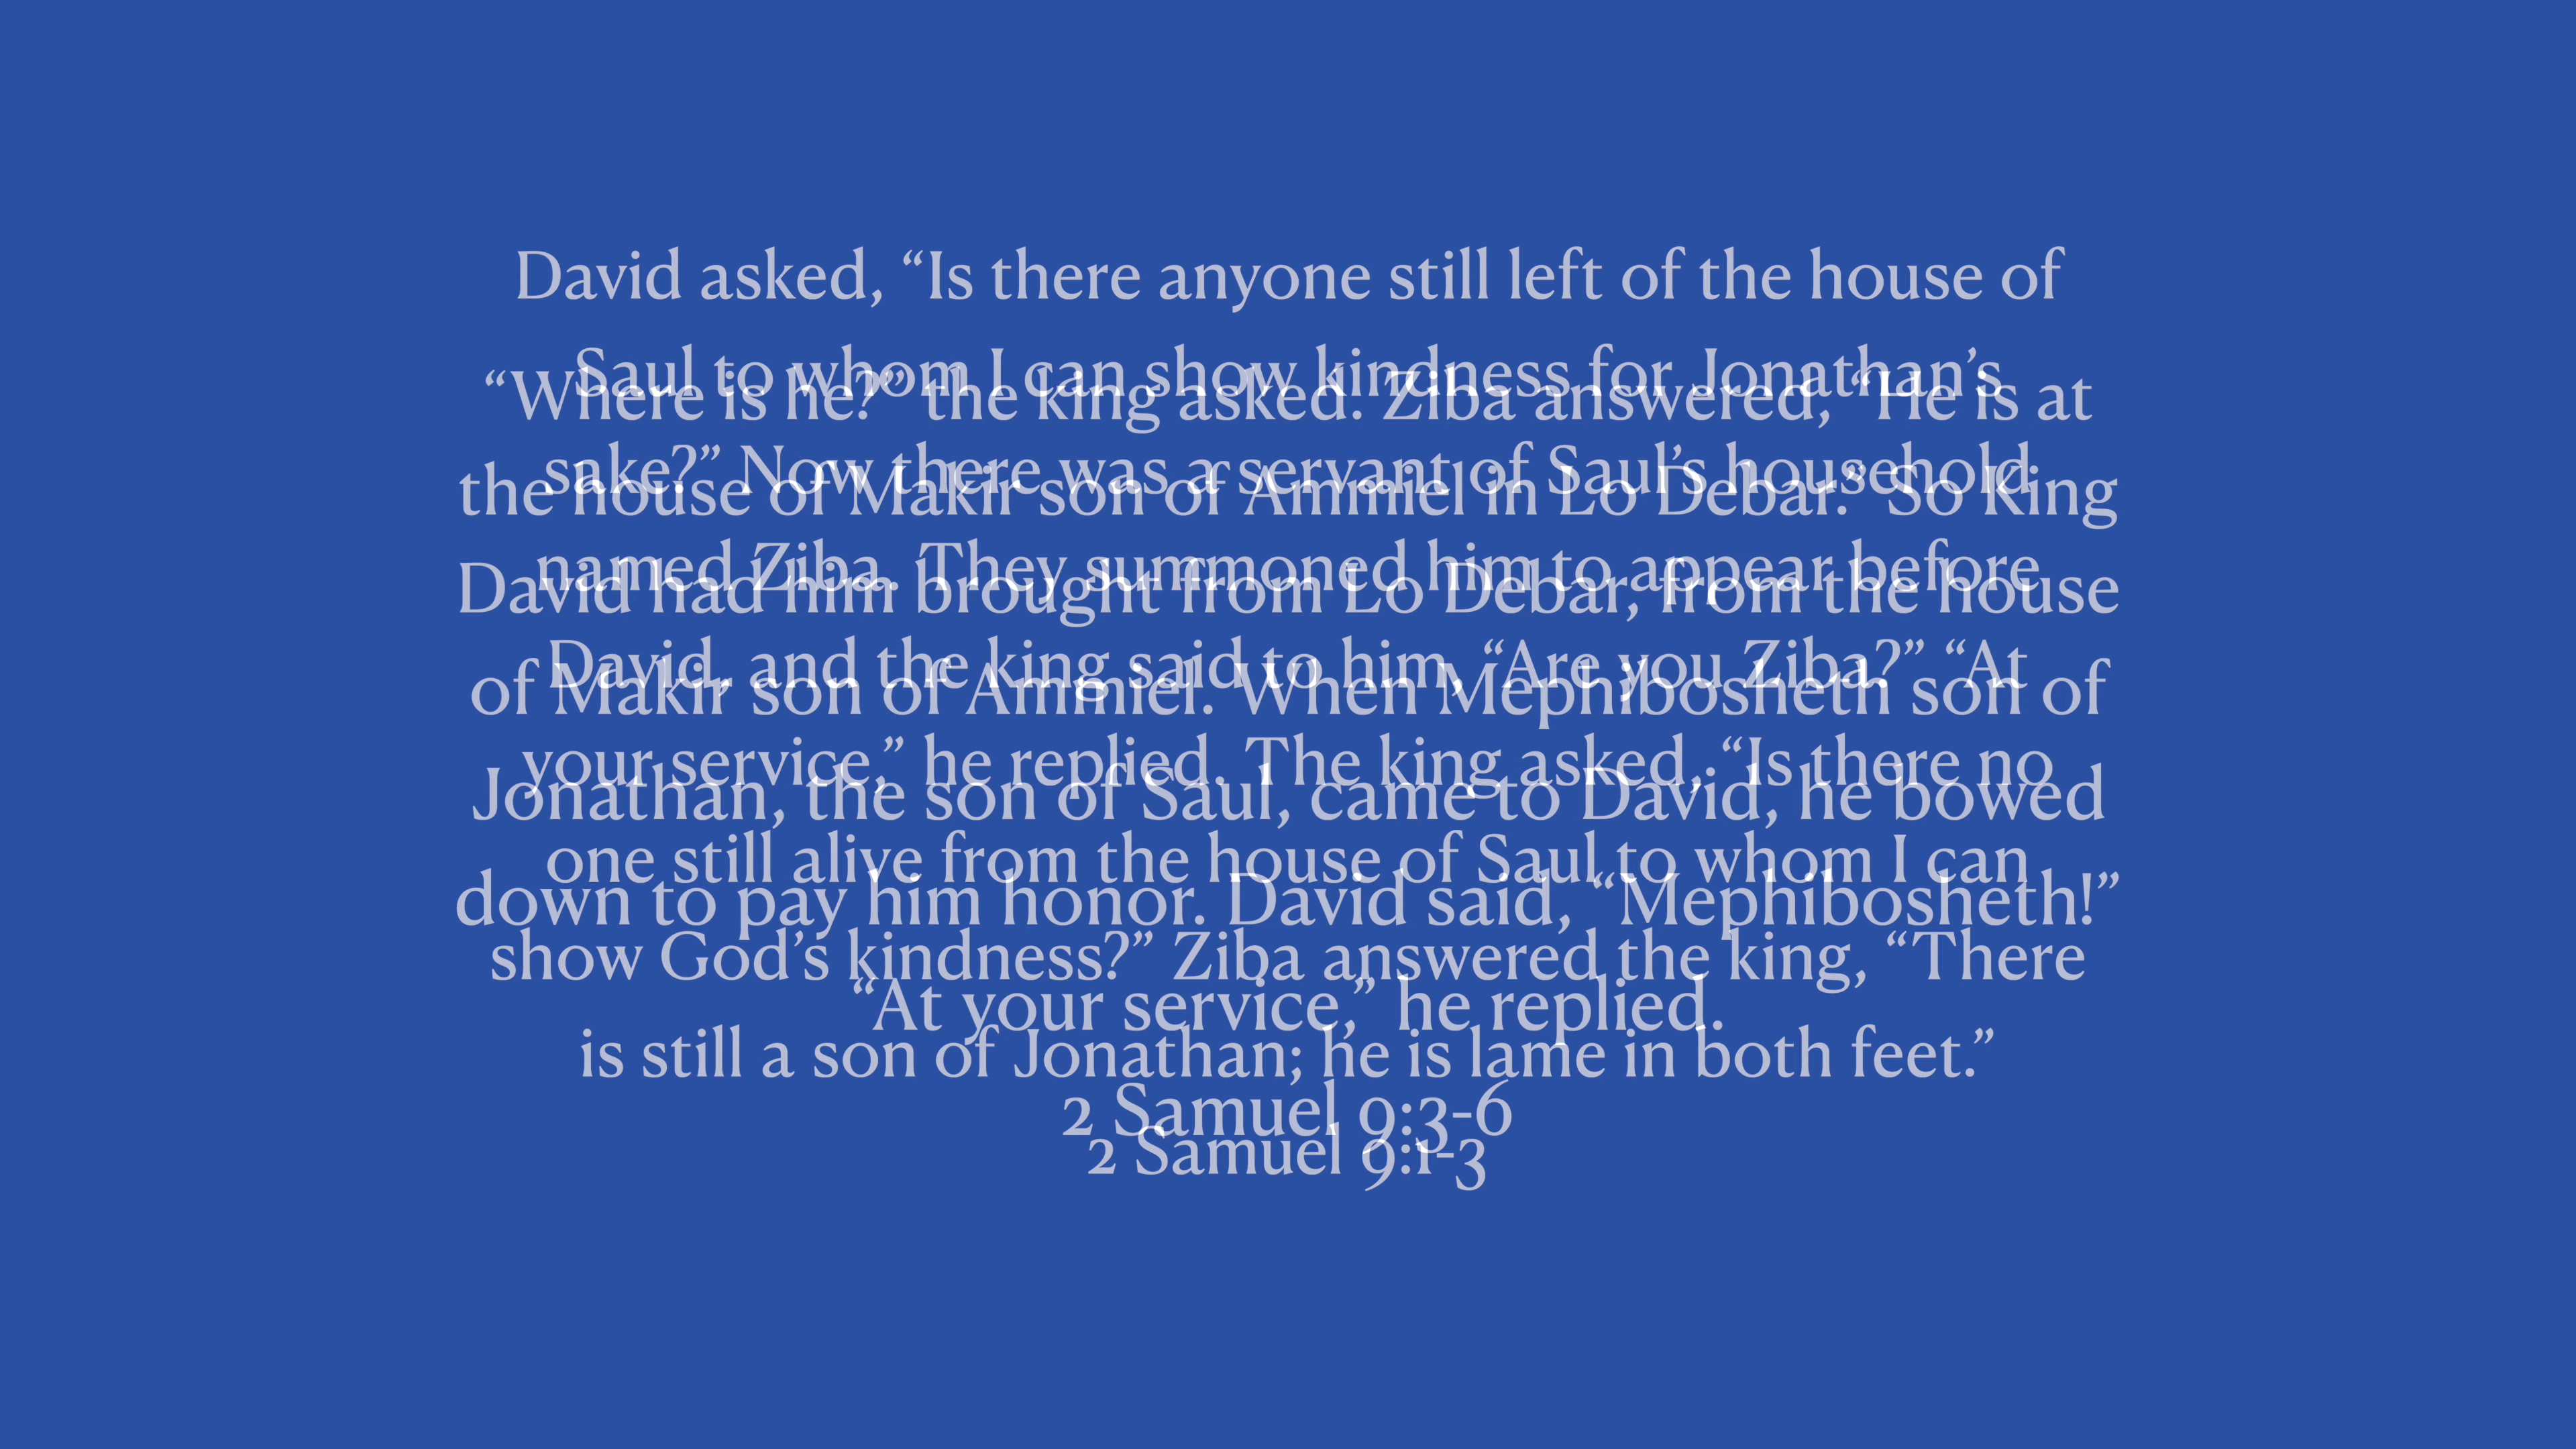 David asked, “Is there anyone still left of the house of
Saul to whom I can show kindness for Jonathan’s
sake?” Now there was a servant of Saul’s household
named Ziba. They summoned him to appear before
David, and the king said to him, “Are you Ziba?” “At
your service,” he replied. The king asked, “Is there no
one still alive from the house of Saul to whom I can
show God’s kindness?” Ziba answered the king, “There
is still a son of Jonathan; he is lame in both feet.”
2 Samuel 9:1-3
“Where is he?” the king asked. Ziba answered, “He is at
the house of Makir son of Ammiel in Lo Debar.” So King
David had him brought from Lo Debar, from the house
of Makir son of Ammiel. When Mephibosheth son of
Jonathan, the son of Saul, came to David, he bowed
down to pay him honor. David said, “Mephibosheth!”
“At your service,” he replied.
2 Samuel 9:3-6